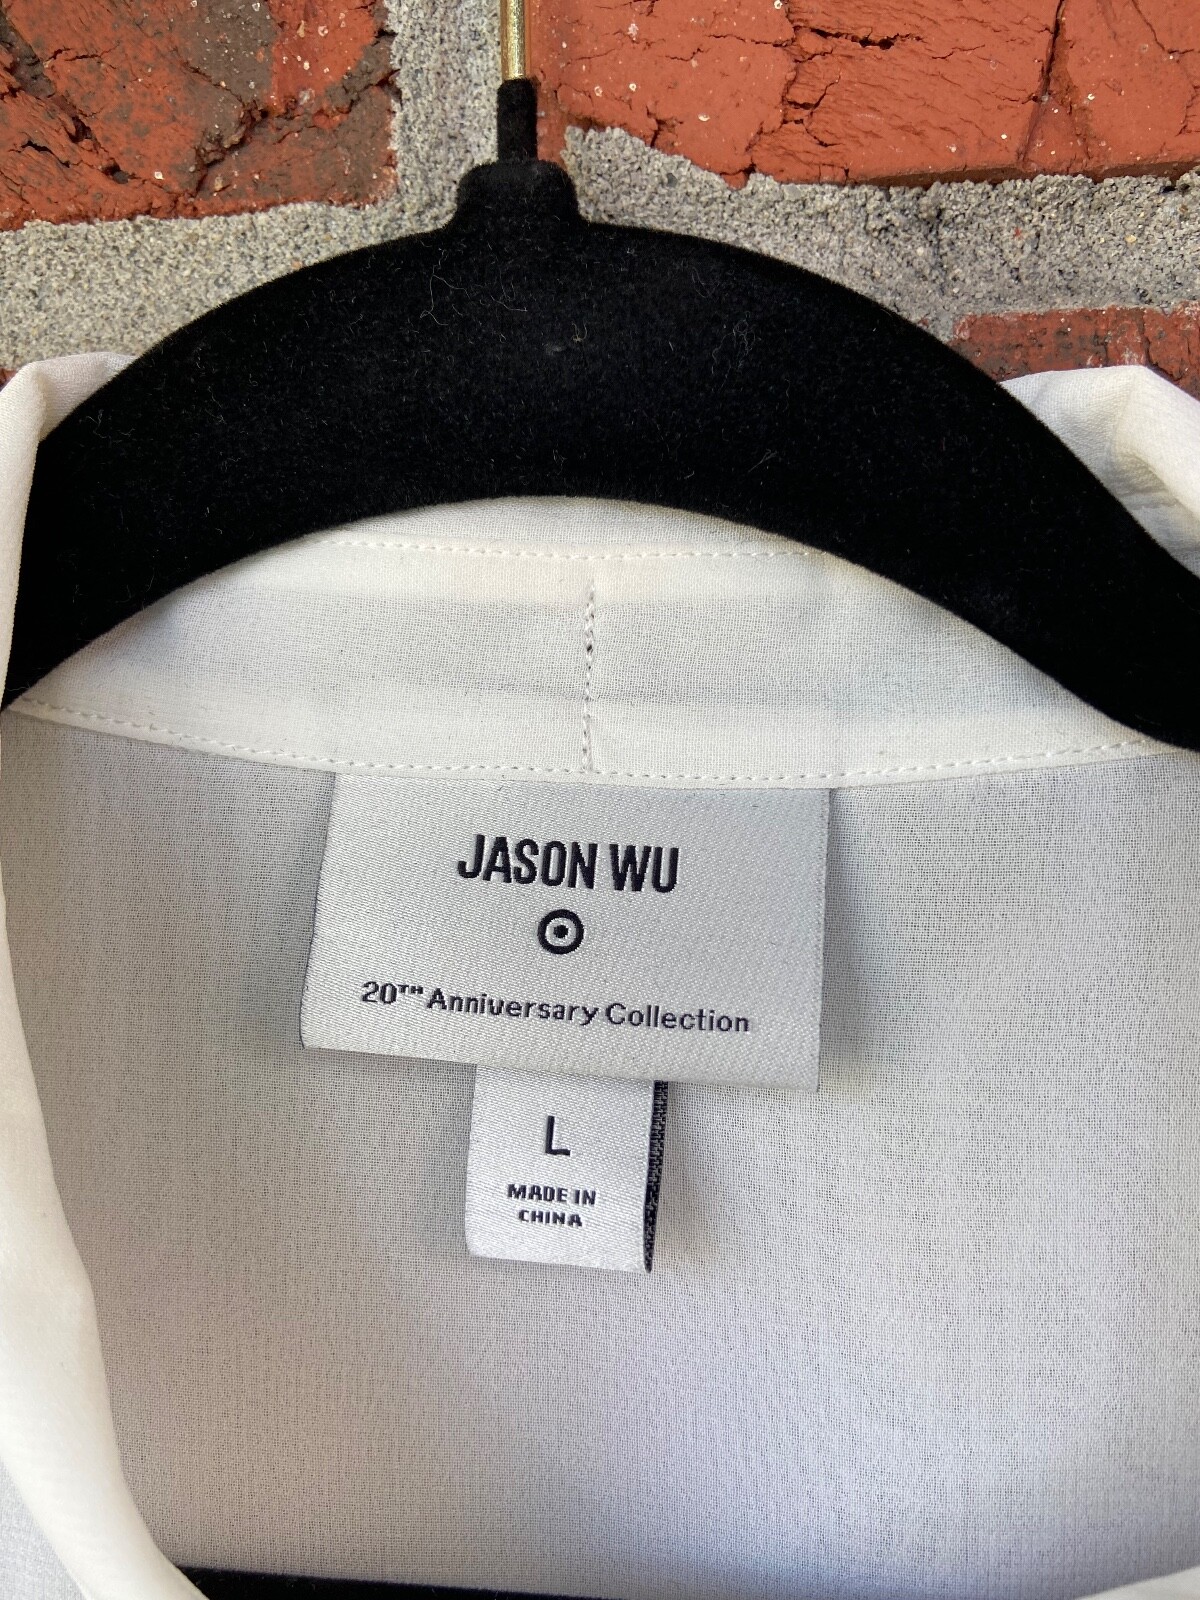 JASON WU
20TH Anniversary Collection
L
MADE IN
CHINA